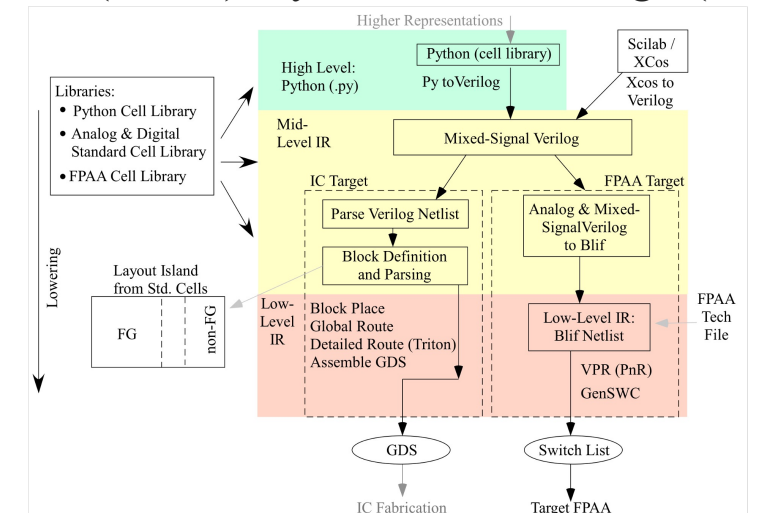 Higher Representations
Python (cell library)
Scilab /
XCos
High Level:
Python (.py)
Py toVerilog
Xcos to
Verilog
Libraries:
• Python Cell Library
• Analog & Digital
Standard Cell Library
• FPAA Cell Library
Mid-
Level IR
Mixed-Signal Verilog
IC Target
FPAA Target
Parse Verilog Netlist
Analog & Mixed-
SignalVerilog
to Blif
Block Definition
and Parsing
Lowering
Layout Island
from Std. Cells
FG
non-FG
Low-
Level
IR
Block Place
Global Route
Detailed Route (Triton)
Assemble GDS
Low-Level IR:
Blif Netlist
FPAA
Tech
File
VPR (PnR)
GenSWC
GDS
Switch List
IC Fabrication
Target FPAA